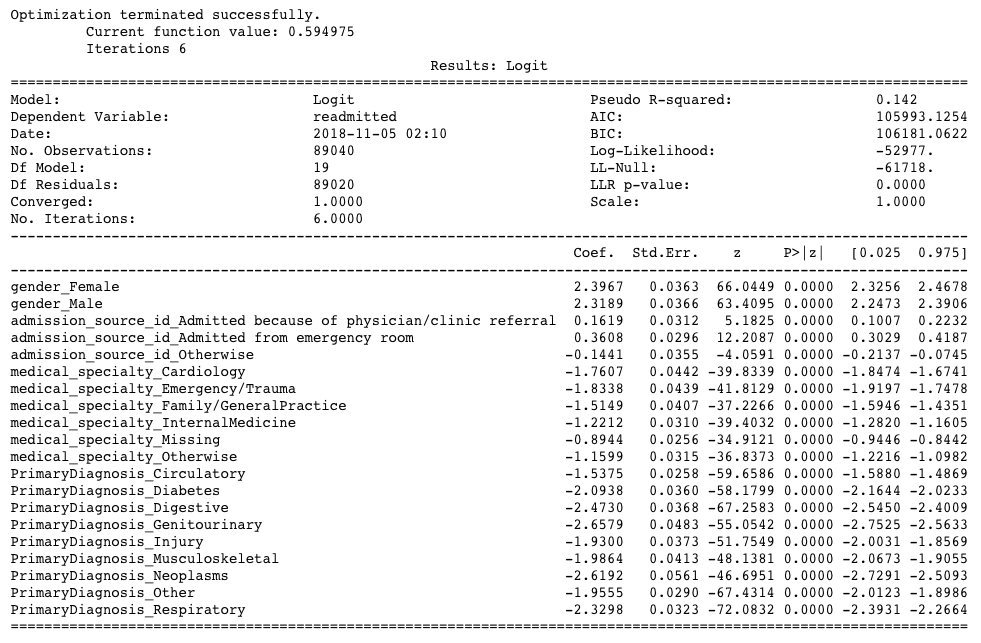 Optimization terminated successfully.
         Current function value: 0.594975
         Iterations 6
                                                  Results: Logit
===================================================================================================================
Model:                              Logit                            Pseudo R-squared:                 0.142
Dependent Variable:                 readmitted                       AIC:                              105993.1254
Date:                               2018-11-05 02:10                 BIC:                              106181.0622
No. Observations:                   89040                            Log-Likelihood:                   -52977.
Df Model:                           19                               LL-Null:                          -61718.
Df Residuals:                       89020                            LLR p-value:                      0.0000
Converged:                          1.0000                           Scale:                            1.0000
No. Iterations:                     6.0000
-------------------------------------------------------------------------------------------------------------------
                                                                   Coef.  Std.Err.    z     P>|z|   [0.025  0.975]
-------------------------------------------------------------------------------------------------------------------
gender_Female                                                      2.3967   0.0363  66.0449 0.0000  2.3256  2.4678
gender_Male                                                        2.3189   0.0366  63.4095 0.0000  2.2473  2.3906
admission_source_id_Admitted because of physician/clinic referral  0.1619   0.0312   5.1825 0.0000  0.1007  0.2232
admission_source_id_Admitted from emergency room                   0.3608   0.0296  12.2087 0.0000  0.3029  0.4187
admission_source_id_Otherwise                                     -0.1441   0.0355  -4.0591 0.0000 -0.2137 -0.0745
medical_specialty_Cardiology                                      -1.7607   0.0442 -39.8339 0.0000 -1.8474 -1.6741
medical_specialty_Emergency/Trauma                                -1.8338   0.0439 -41.8129 0.0000 -1.9197 -1.7478
medical_specialty_Family/GeneralPractice                          -1.5149   0.0407 -37.2266 0.0000 -1.5946 -1.4351
medical_specialty_InternalMedicine                                -1.2212   0.0310 -39.4032 0.0000 -1.2820 -1.1605
medical_specialty_Missing                                         -0.8944   0.0256 -34.9121 0.0000 -0.9446 -0.8442
medical_specialty_Otherwise                                       -1.1599   0.0315 -36.8373 0.0000 -1.2216 -1.0982
PrimaryDiagnosis_Circulatory                                      -1.5375   0.0258 -59.6586 0.0000 -1.5880 -1.4869
PrimaryDiagnosis_Diabetes                                         -2.0938   0.0360 -58.1799 0.0000 -2.1644 -2.0233
PrimaryDiagnosis_Digestive                                        -2.4730   0.0368 -67.2583 0.0000 -2.5450 -2.4009
PrimaryDiagnosis_Genitourinary                                    -2.6579   0.0483 -55.0542 0.0000 -2.7525 -2.5633
PrimaryDiagnosis_Injury                                           -1.9300   0.0373 -51.7549 0.0000 -2.0031 -1.8569
PrimaryDiagnosis_Musculoskeletal                                  -1.9864   0.0413 -48.1381 0.0000 -2.0673 -1.9055
PrimaryDiagnosis_Neoplasms                                        -2.6192   0.0561 -46.6951 0.0000 -2.7291 -2.5093
PrimaryDiagnosis_Other                                            -1.9555   0.0290 -67.4314 0.0000 -2.0123 -1.8986
PrimaryDiagnosis_Respiratory                                      -2.3298   0.0323 -72.0832 0.0000 -2.3931 -2.2664
===================================================================================================================